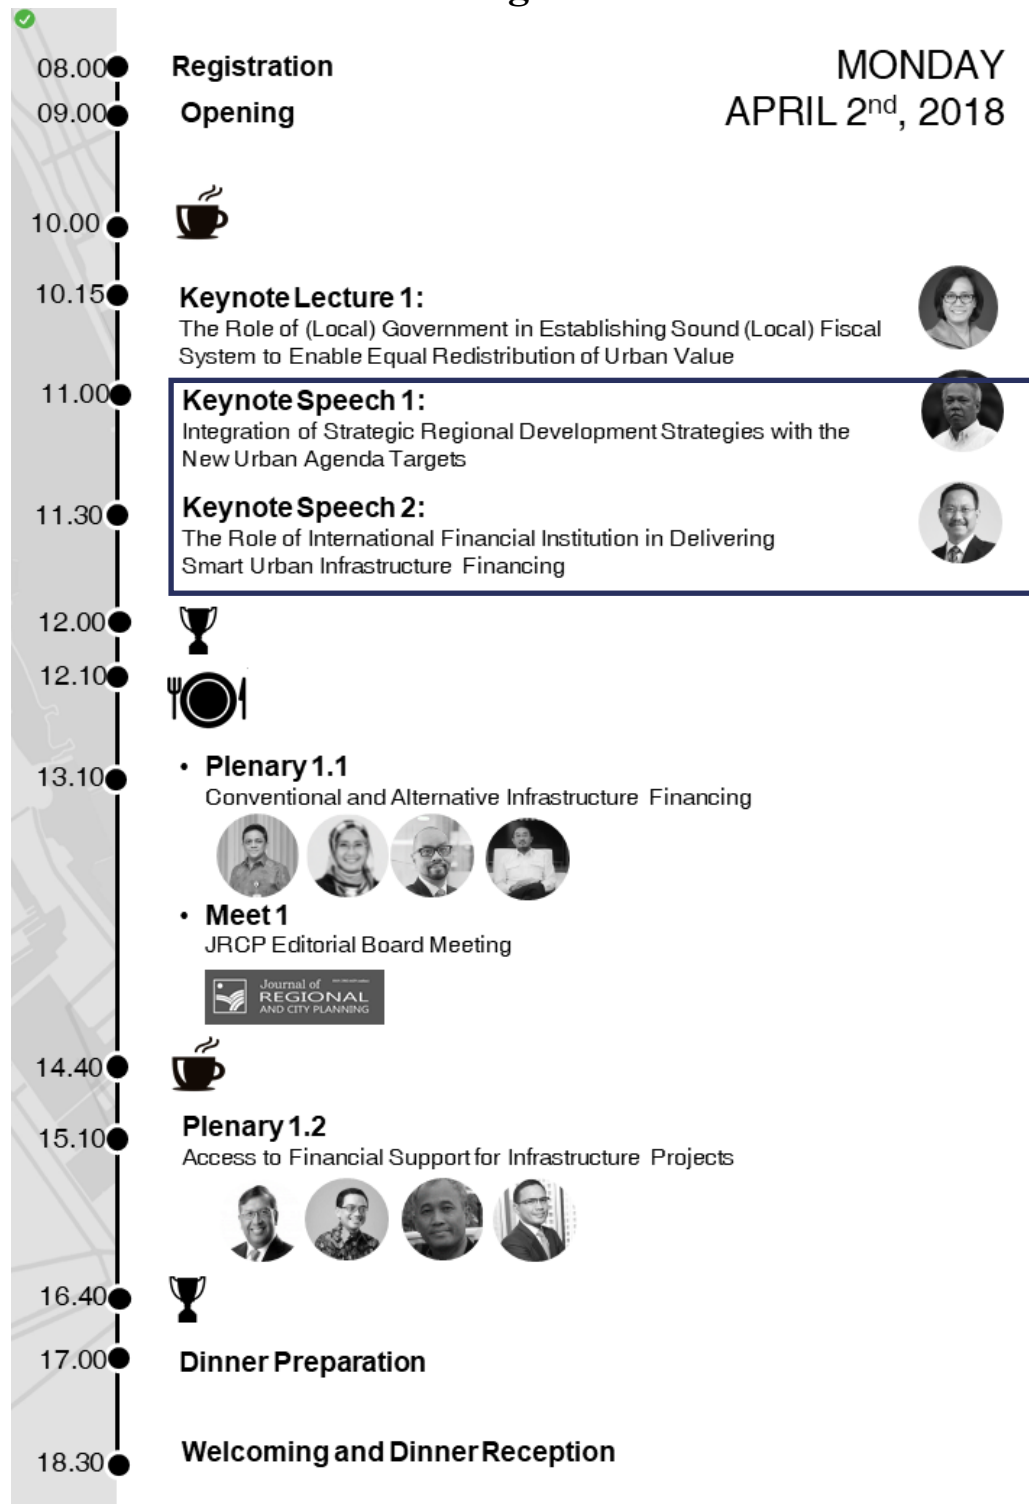 08.00 Registration
MONDAY
09.00 Opening
APRIL 2nd, 2018
10.00
10.15 Keynote Lecture 1:
The Role of (Local) Government in Establishing Sound (Local) Fiscal
System to Enable Equal Redistribution of Urban Value
11.00 Keynote Speech 1:
Integration of Strategic Regional Development Strategies with the
New Urban Agenda Targets
11.30 Keynote Speech 2:
The Role of International Financial Institution in Delivering
Smart Urban Infrastructure Financing
12.00
12.10
13.10 • Plenary 1.1
Conventional and Alternative Infrastructure Financing
• Meet 1
JRCP Editorial Board Meeting
Journal of
REGIONAL
AND CITY PLANNING
14.40
15.10 Plenary 1.2
Access to Financial Support for Infrastructure Projects
16.40
17.00 Dinner Preparation
18.30 Welcoming and Dinner Reception